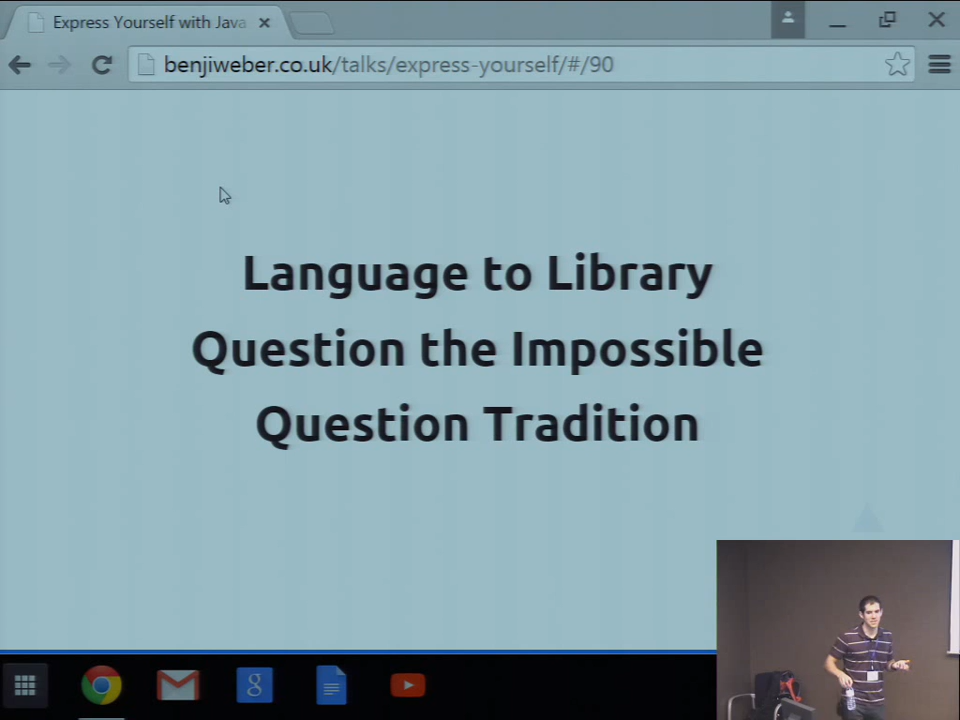 Express Yourself with Java
benjiweber.co.uk/talks/express-yourself/#/90
Language to Library
Question the Impossible
Question Tradition